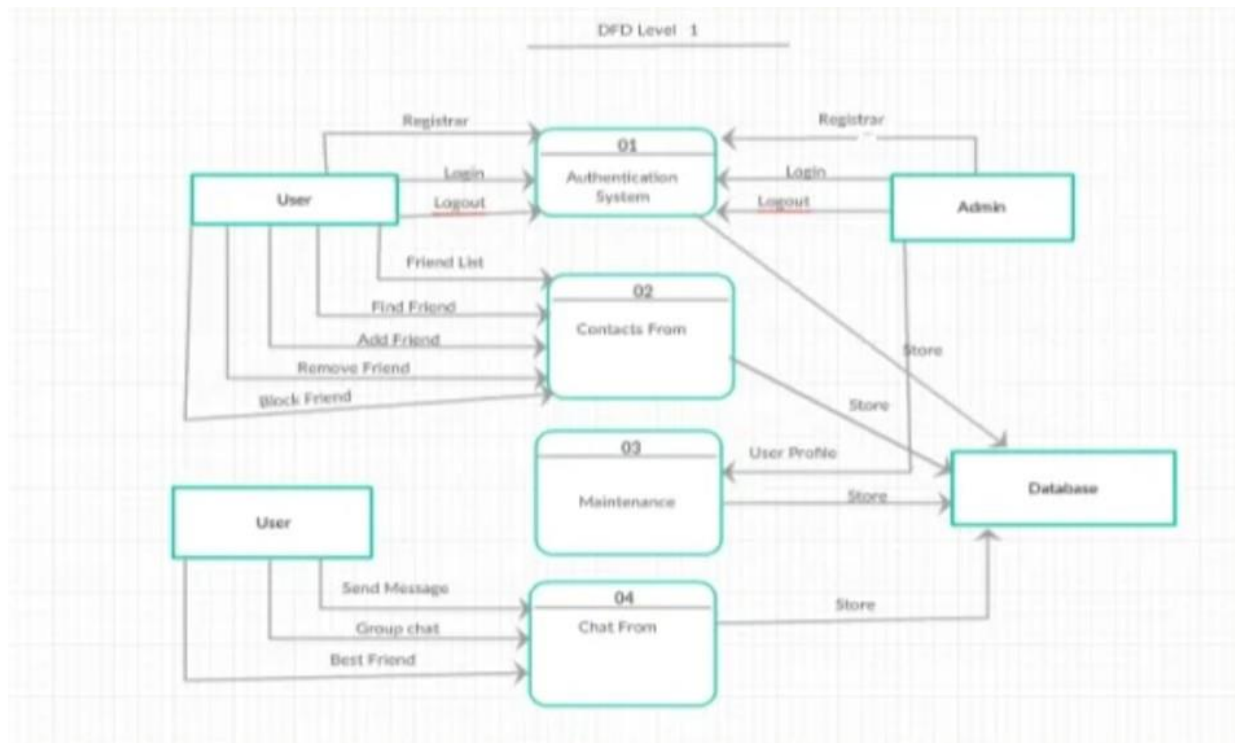 DFD Level 1
Registrar
Registrar
01
Authentication
System
Login
Login
User
Logout
Logout
Admin
Friend List
02
Find Friend
Contacts From
Add Friend
Store
Remove Friend
Block Friend
Store
03
User Profile
Maintenance
Store
Database
User
Send Message
04
Store
Group chat
Chat From
Best Friend